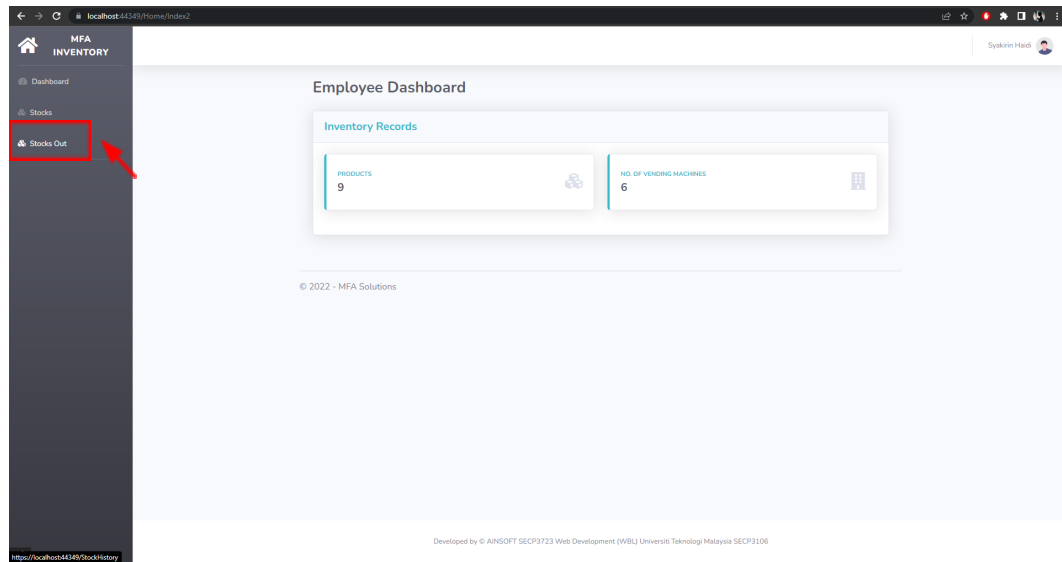 localhost:44349/Home/Index2
MFA
INVENTORY
Syakirin Haidi
Dashboard
Employee Dashboard
Stocks
Inventory Records
Stocks Out
PRODUCTS
9
NO. OF VENDING MACHINES
6
© 2022 - MFA Solutions
Developed by © AINSOFT SECP3723 Web Development (WBL) Universiti Teknologi Malaysia SECP3106
https://localhost:44349/StockHistory